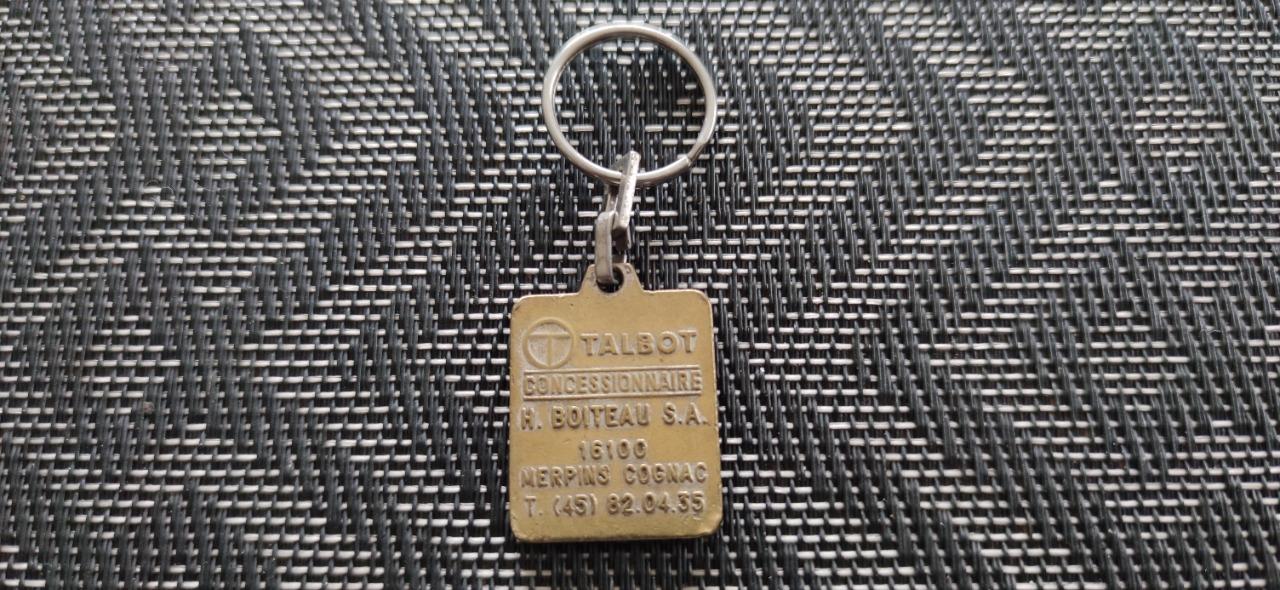 T TALBOT
CONCESSIONNAIRE
H. BOITEAU S.A.
16100
MERPINS COGNAC
T. (45) 82.04.35